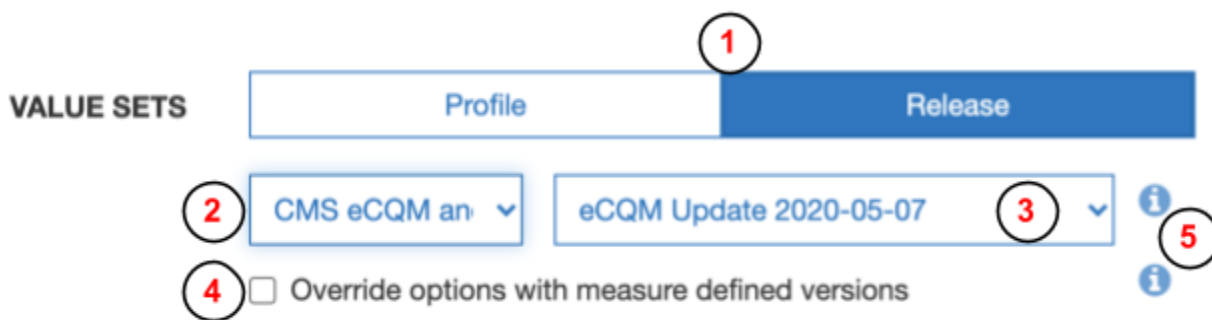 1
VALUE SETS Profile Release
2 CMS eCQM an eCQM Update 2020-05-07 3
5
4 Override options with measure defined versions